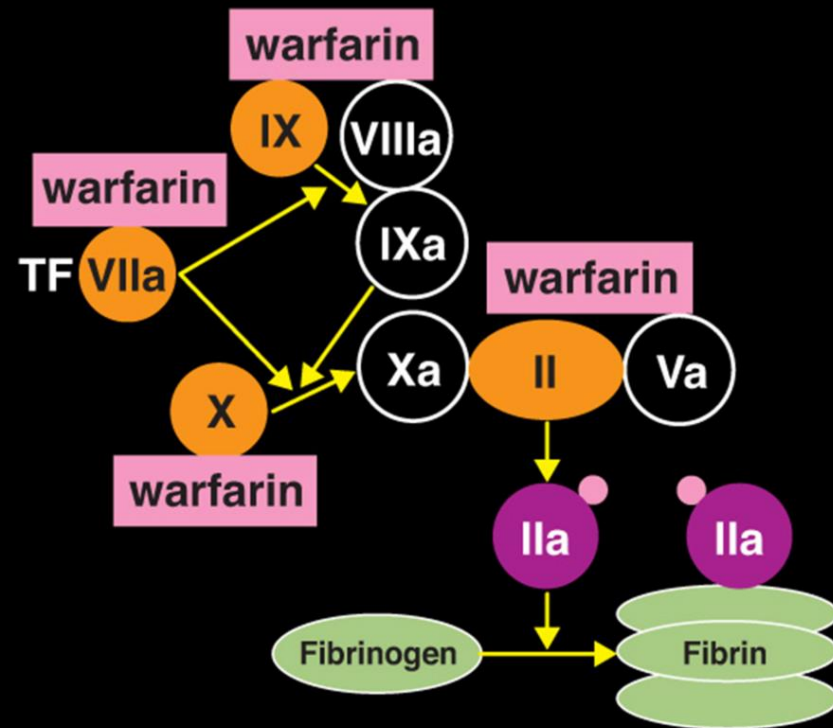 warfarin
IX
VIIIa
warfarin
TF VIIa
IXa
warfarin
Xa
II
Va
X
warfarin
IIa
IIa
Fibrinogen
Fibrin